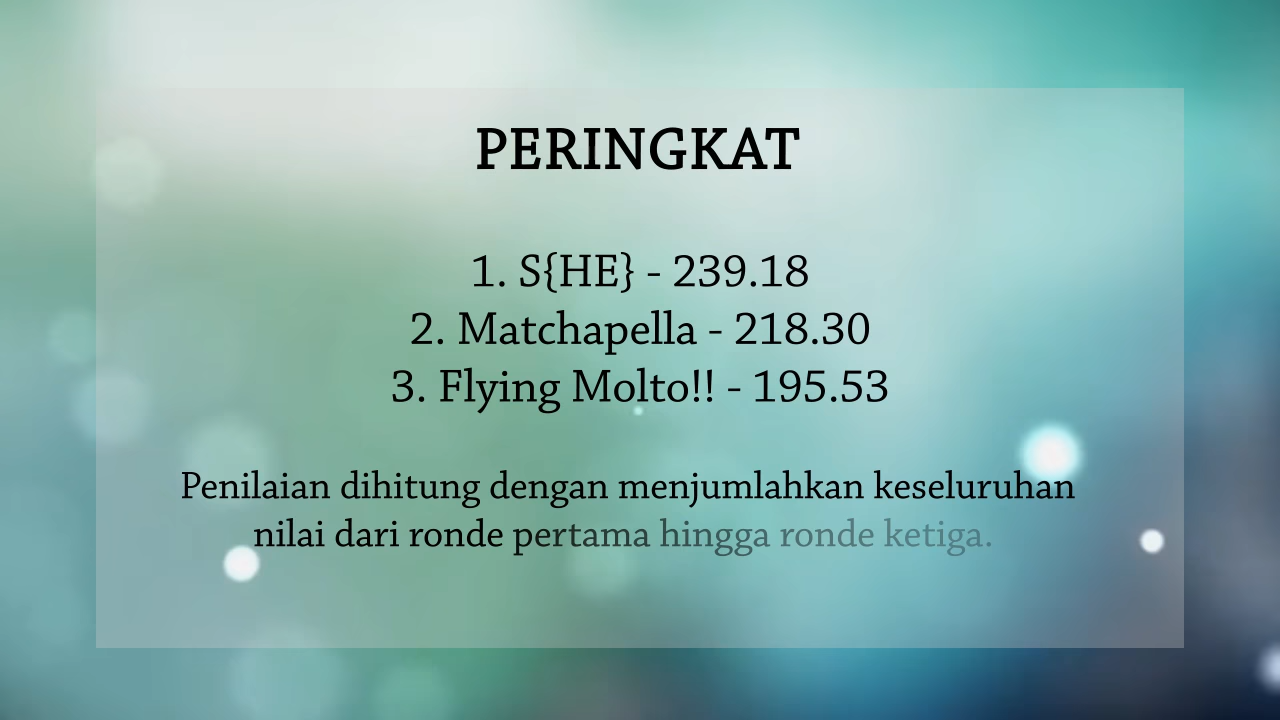 PERINGKAT
1. S{HE} - 239.18
2. Matchapella - 218.30
3. Flying Molto!! - 195.53
Penilaian dihitung dengan menjumlahkan keseluruhan
nilai dari ronde pertama hingga ronde ketiga.